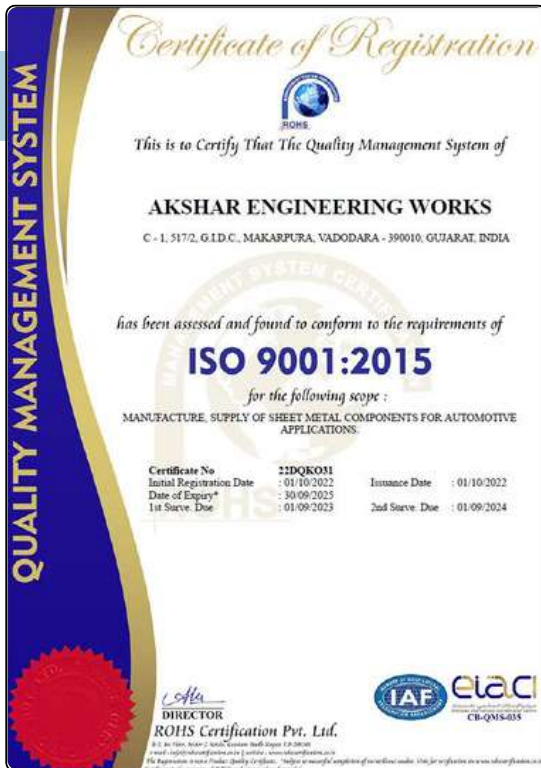 Certificate of Registration
ROHS
This is to Certify That The Quality Management System of
AKSHAR ENGINEERING WORKS
C - 1, 517/2, G.I.D.C., MAKARPURA, VADODARA - 390010, GUJARAT, INDIA
has been assessed and found to conform to the requirements of
ISO 9001:2015
for the following scope :
MANUFACTURE, SUPPLY OF SHEET METAL COMPONENTS FOR AUTOMOTIVE
APPLICATIONS.
Certificate No 22DQKO31
Initial Registration Date : 01/10/2022 Issuance Date : 01/10/2022
Date of Expiry* : 30/09/2025
1st Surve. Due : 01/09/2023 2nd Surve. Due : 01/09/2024
QUALITY MANAGEMENT SYSTEM
DIRECTOR
ROHS Certification Pvt. Ltd.
IAF
eiaci
CB-QMS-035